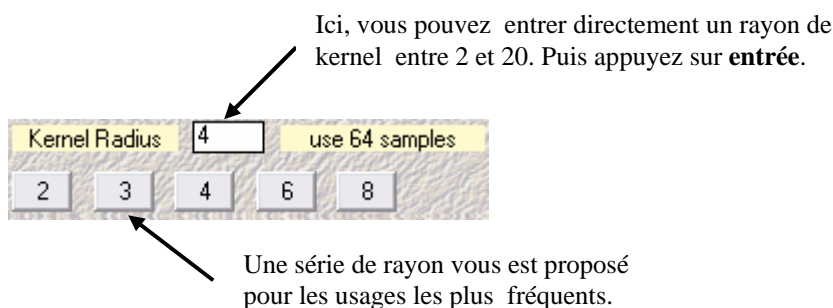 Ici, vous pouvez entrer directement un rayon de
kernel entre 2 et 20. Puis appuyez sur entrée.
Kernel Radius 4 use 64 samples
2 3 4 6 8
Une série de rayon vous est proposé
pour les usages les plus fréquents.